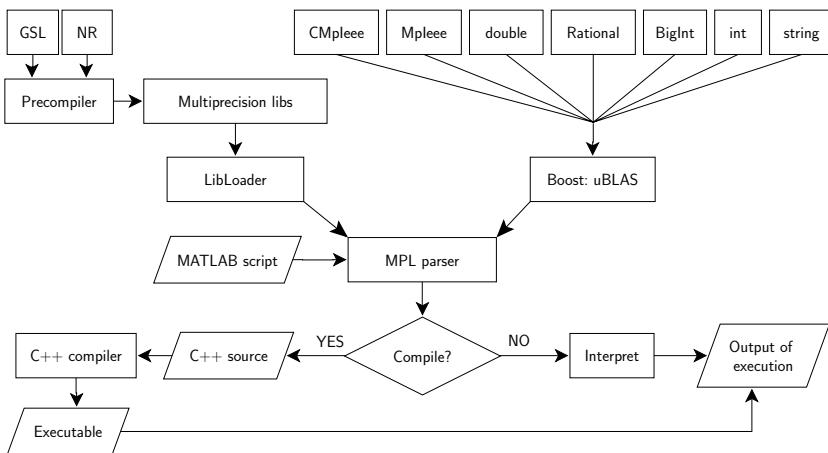 GSL
NR
CMpleee
Mpleee
double
Rational
BigInt
int
string
Precompiler
Multiprecision libs
LibLoader
Boost: uBLAS
MATLAB script
MPL parser
YES
NO
C++ compiler
C++ source
Compile?
Interpret
Output of
execution
Executable